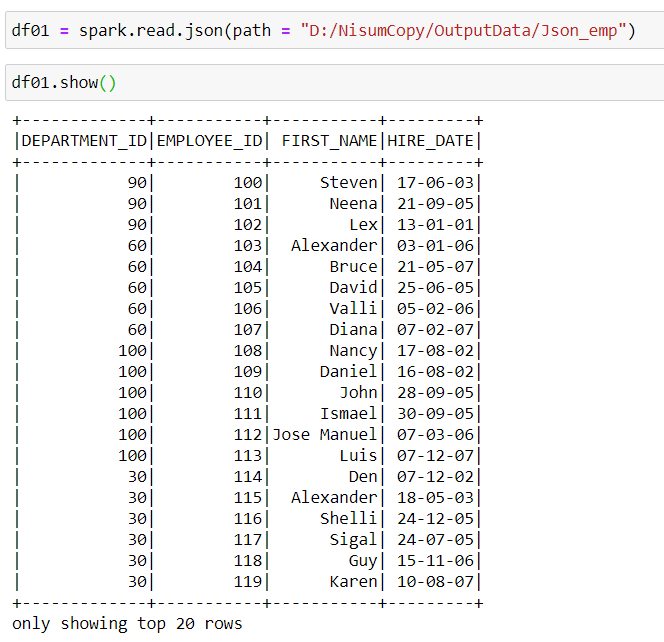 df01 = spark.read.json(path = "D:/NisumCopy/OutputData/Json_emp")
df01.show()
+-------------+-----------+-----------+---------+
|DEPARTMENT_ID|EMPLOYEE_ID| FIRST_NAME|HIRE_DATE|
+-------------+-----------+-----------+---------+
|           90|        100|     Steven| 17-06-03|
|           90|        101|      Neena| 21-09-05|
|           90|        102|        Lex| 13-01-01|
|           60|        103|  Alexander| 03-01-06|
|           60|        104|      Bruce| 21-05-07|
|           60|        105|      David| 25-06-05|
|           60|        106|      Valli| 05-02-06|
|           60|        107|      Diana| 07-02-07|
|          100|        108|      Nancy| 17-08-02|
|          100|        109|     Daniel| 16-08-02|
|          100|        110|       John| 28-09-05|
|          100|        111|     Ismael| 30-09-05|
|          100|        112|Jose Manuel| 07-03-06|
|          100|        113|       Luis| 07-12-07|
|           30|        114|        Den| 07-12-02|
|           30|        115|  Alexander| 18-05-03|
|           30|        116|     Shelli| 24-12-05|
|           30|        117|      Sigal| 24-07-05|
|           30|        118|        Guy| 15-11-06|
|           30|        119|      Karen| 10-08-07|
+-------------+-----------+-----------+---------+
only showing top 20 rows